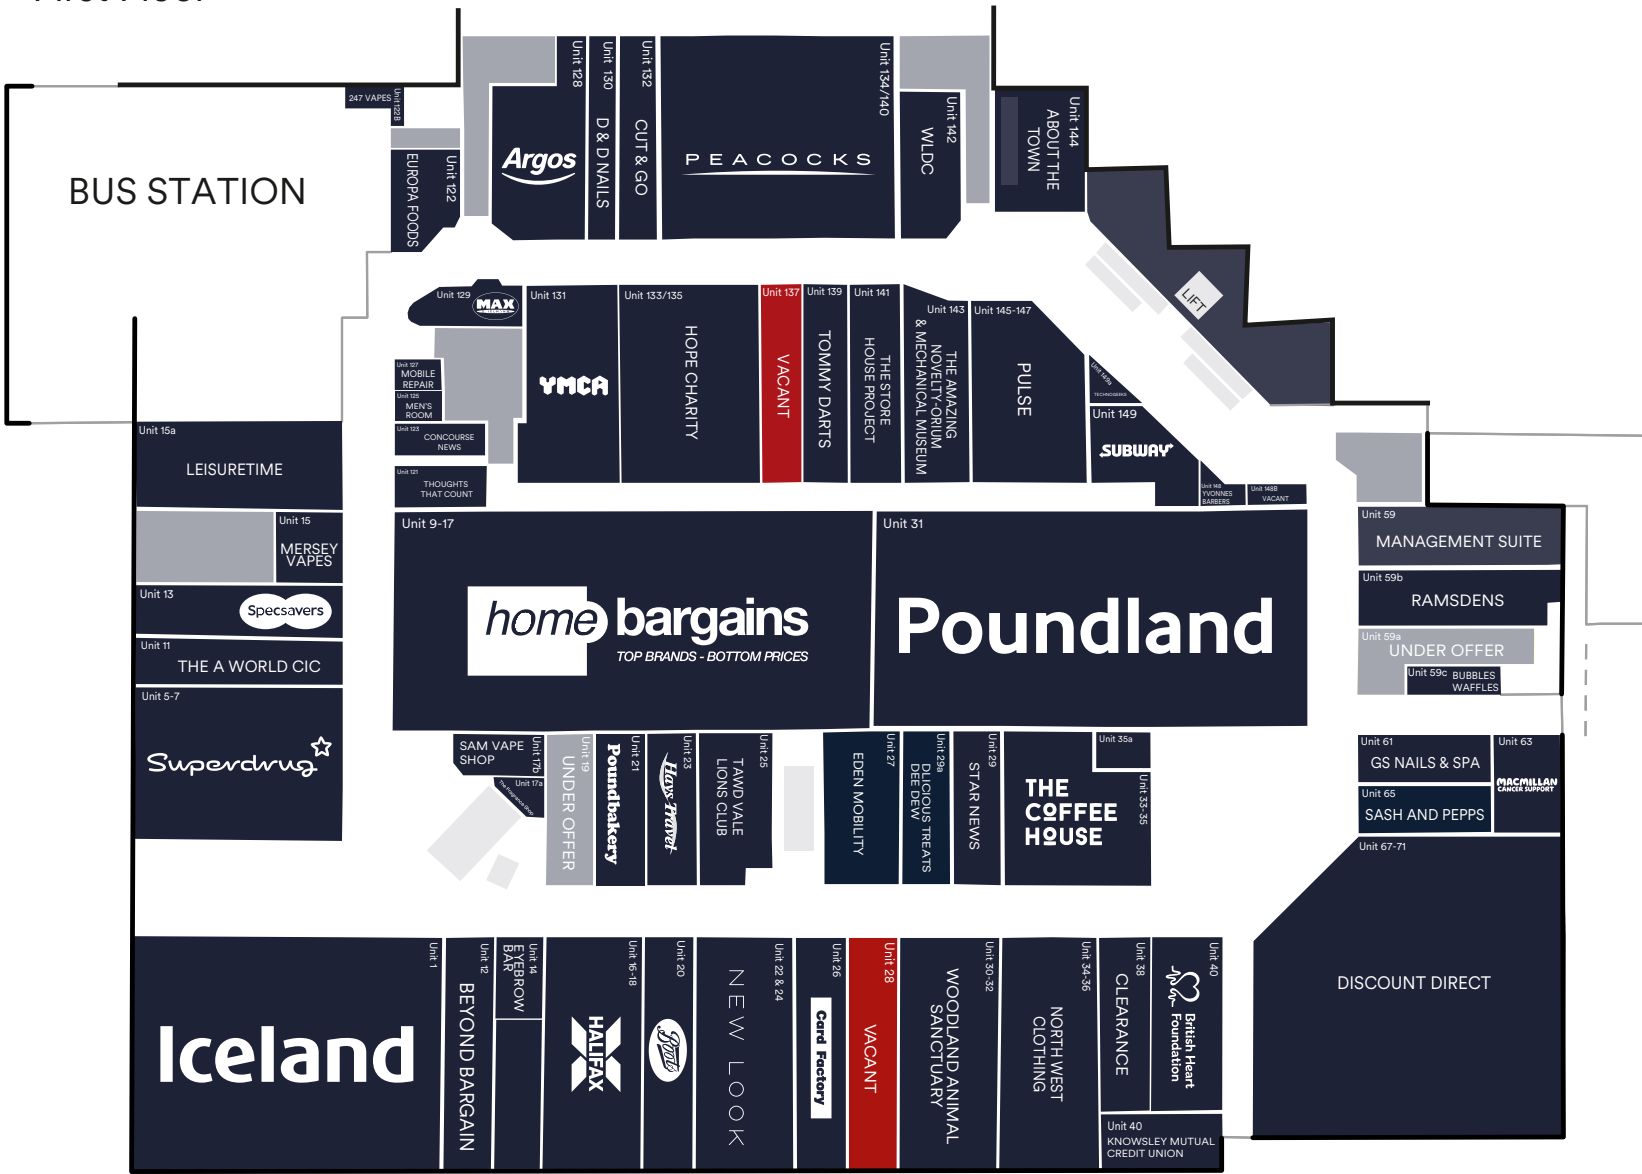 First Floor
BUS STATION
247 VAPES
Unit 122B
EUROPA FOODS
Unit 122
Unit 128
Argos
Unit 130
D & D NAILS
Unit 132
CUT & GO
Unit 134/140
PEACOCKS
Unit 142
WLDC
Unit 144
ABOUT THE
TOWN
LIFT
Unit 129
MAX
Unit 131
YMCA
Unit 133/135
HOPE CHARITY
Unit 137
VACANT
Unit 139
TOMMY DARTS
Unit 141
THE STORE
HOUSE PROJECT
Unit 143
THE AMAZING
NOVELTY-ORIUM
& MECHANICAL MUSEUM
Unit 145-147
PULSE
Unit 149a
TECHNOGEEKS
Unit 149
SUBWAY
Unit 148
YVONNES
BARBERS
Unit 148B
VACANT
Unit 127
MOBILE
REPAIR
Unit 125
MEN'S
ROOM
Unit 123
CONCOURSE
NEWS
Unit 121
THOUGHTS
THAT COUNT
Unit 15a
LEISURETIME
Unit 15
MERSEY
VAPES
Unit 13
Specsavers
Unit 11
THE A WORLD CIC
Unit 5-7
Superdrug
Unit 9-17
home bargains
TOP BRANDS - BOTTOM PRICES
Unit 31
Poundland
Unit 59
MANAGEMENT SUITE
Unit 59b
RAMSDENS
Unit 59a
UNDER OFFER
Unit 59c
BUBBLES
WAFFLES
Unit 61
GS NAILS & SPA
Unit 63
MACMILLAN
CANCER SUPPORT
Unit 65
SASH AND PEPPS
Unit 67-71
DISCOUNT DIRECT
SAM VAPE
SHOP
Unit 17b
Unit 17a
The Fragrance Shop
Unit 19
UNDER OFFER
Unit 21
Poundbakery
Unit 23
Hays Travel
Unit 25
TAWD VALE
LIONS CLUB
Unit 27
EDEN MOBILITY
Unit 29a
DLICIOUS TREATS
DEE DEW
Unit 29
STAR NEWS
THE
COFFEE
HOUSE
Unit 35a
Unit 33-35
Unit 1
Iceland
Unit 12
BEYOND BARGAIN
Unit 14
EYEBROW
BAR
Unit 16-18
HALIFAX
Unit 20
Boots
Unit 22 & 24
NEW LOOK
Unit 26
Card Factory
Unit 28
VACANT
Unit 30-32
WOODLAND ANIMAL
SANCTUARY
Unit 34-36
NORTH WEST
CLOTHING
Unit 38
CLEARANCE
Unit 40
British Heart
Foundation
Unit 40
KNOWSLEY MUTUAL
CREDIT UNION